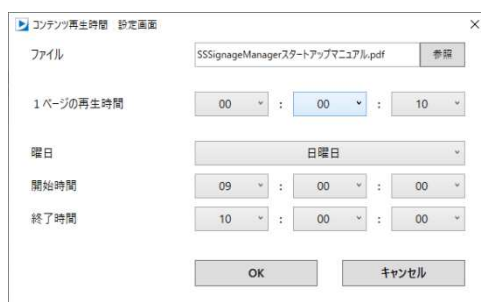 コンテンツ再生時間 設定画面
ファイル SSSignageManagerスタートアップマニュアル.pdf 参照
1ページの再生時間 00 : 00 : 10
曜日 日曜日
開始時間 09 : 00 : 00
終了時間 10 : 00 : 00
OK キャンセル